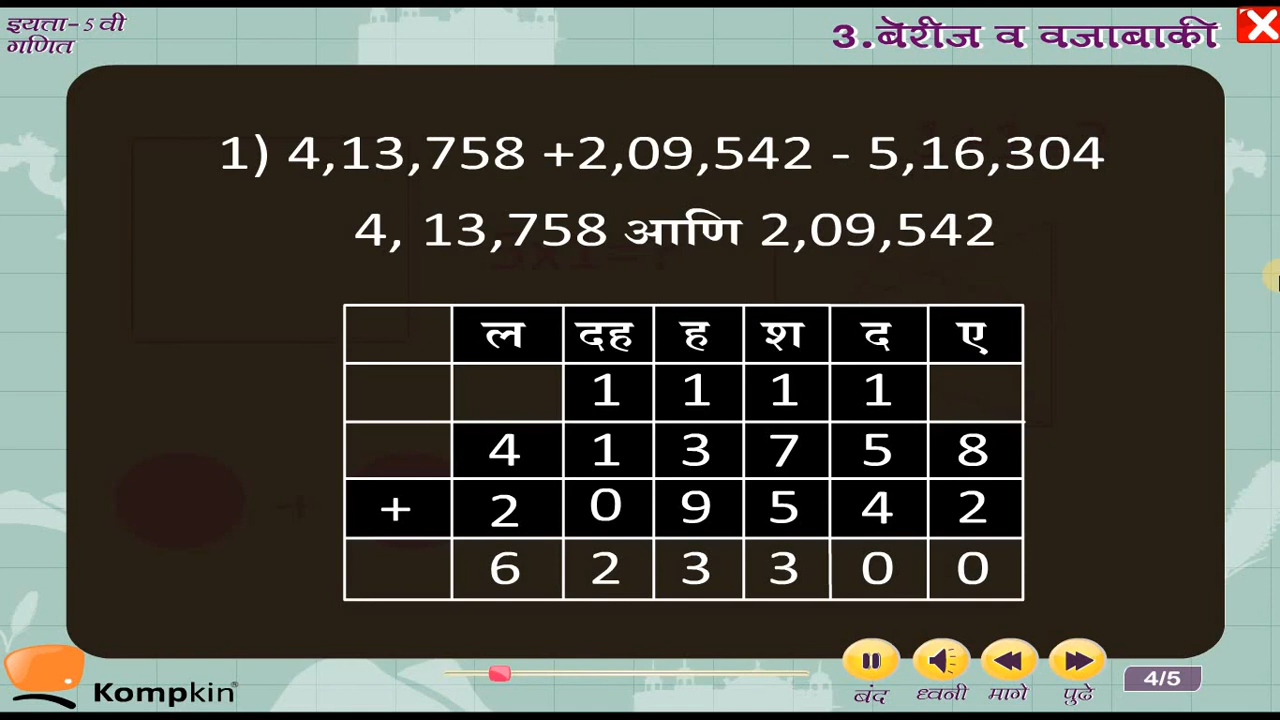 इयत्ता- 5 वी
गणित
3.बेरीज व वजाबाकी
1) 4,13,758 +2,09,542 - 5,16,304
4, 13,758 आणि 2,09,542
ल दह ह श द ए
1 1 1 1
4 1 3 7 5 8
+ 2 0 9 5 4 2
6 2 3 3 0 0
Kompkin
बंद ध्वनी मागे पुढे
4/5